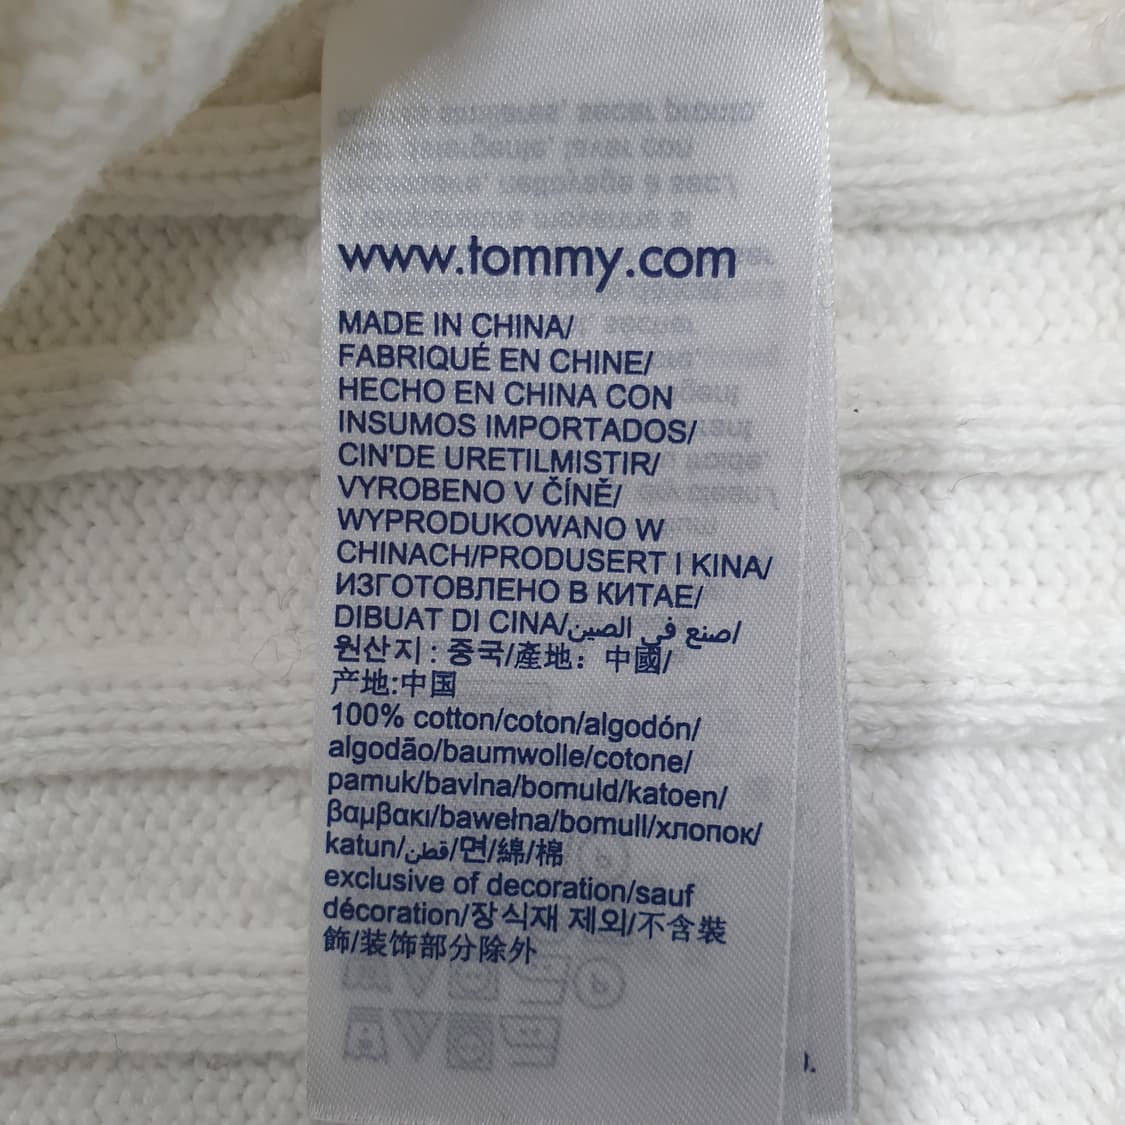 www.tommy.com
MADE IN CHINA/
FABRIQUÉ EN CHINE/
HECHO EN CHINA CON
INSUMOS IMPORTADOS/
CIN'DE URETILMISTIR/
VYROBENO V ČÍNĚ/
WYPRODUKOWANO W
CHINACH/PRODUSERT I KINA/
ИЗГОТОВЛЕНО В КИТАЕ/
DIBUAT DI CINA/صنع في الصين/
원산지 : 중국/產地：中國/
产地:中国
100% cotton/coton/algodón/
algodão/baumwolle/cotone/
pamuk/bavlna/bomuld/katoen/
βαμβακι/bawełna/bomull/хлопок/
katun/قطن/면/綿/棉
exclusive of decoration/sauf
décoration/장식재 제외/不含裝
飾/装饰部分除外